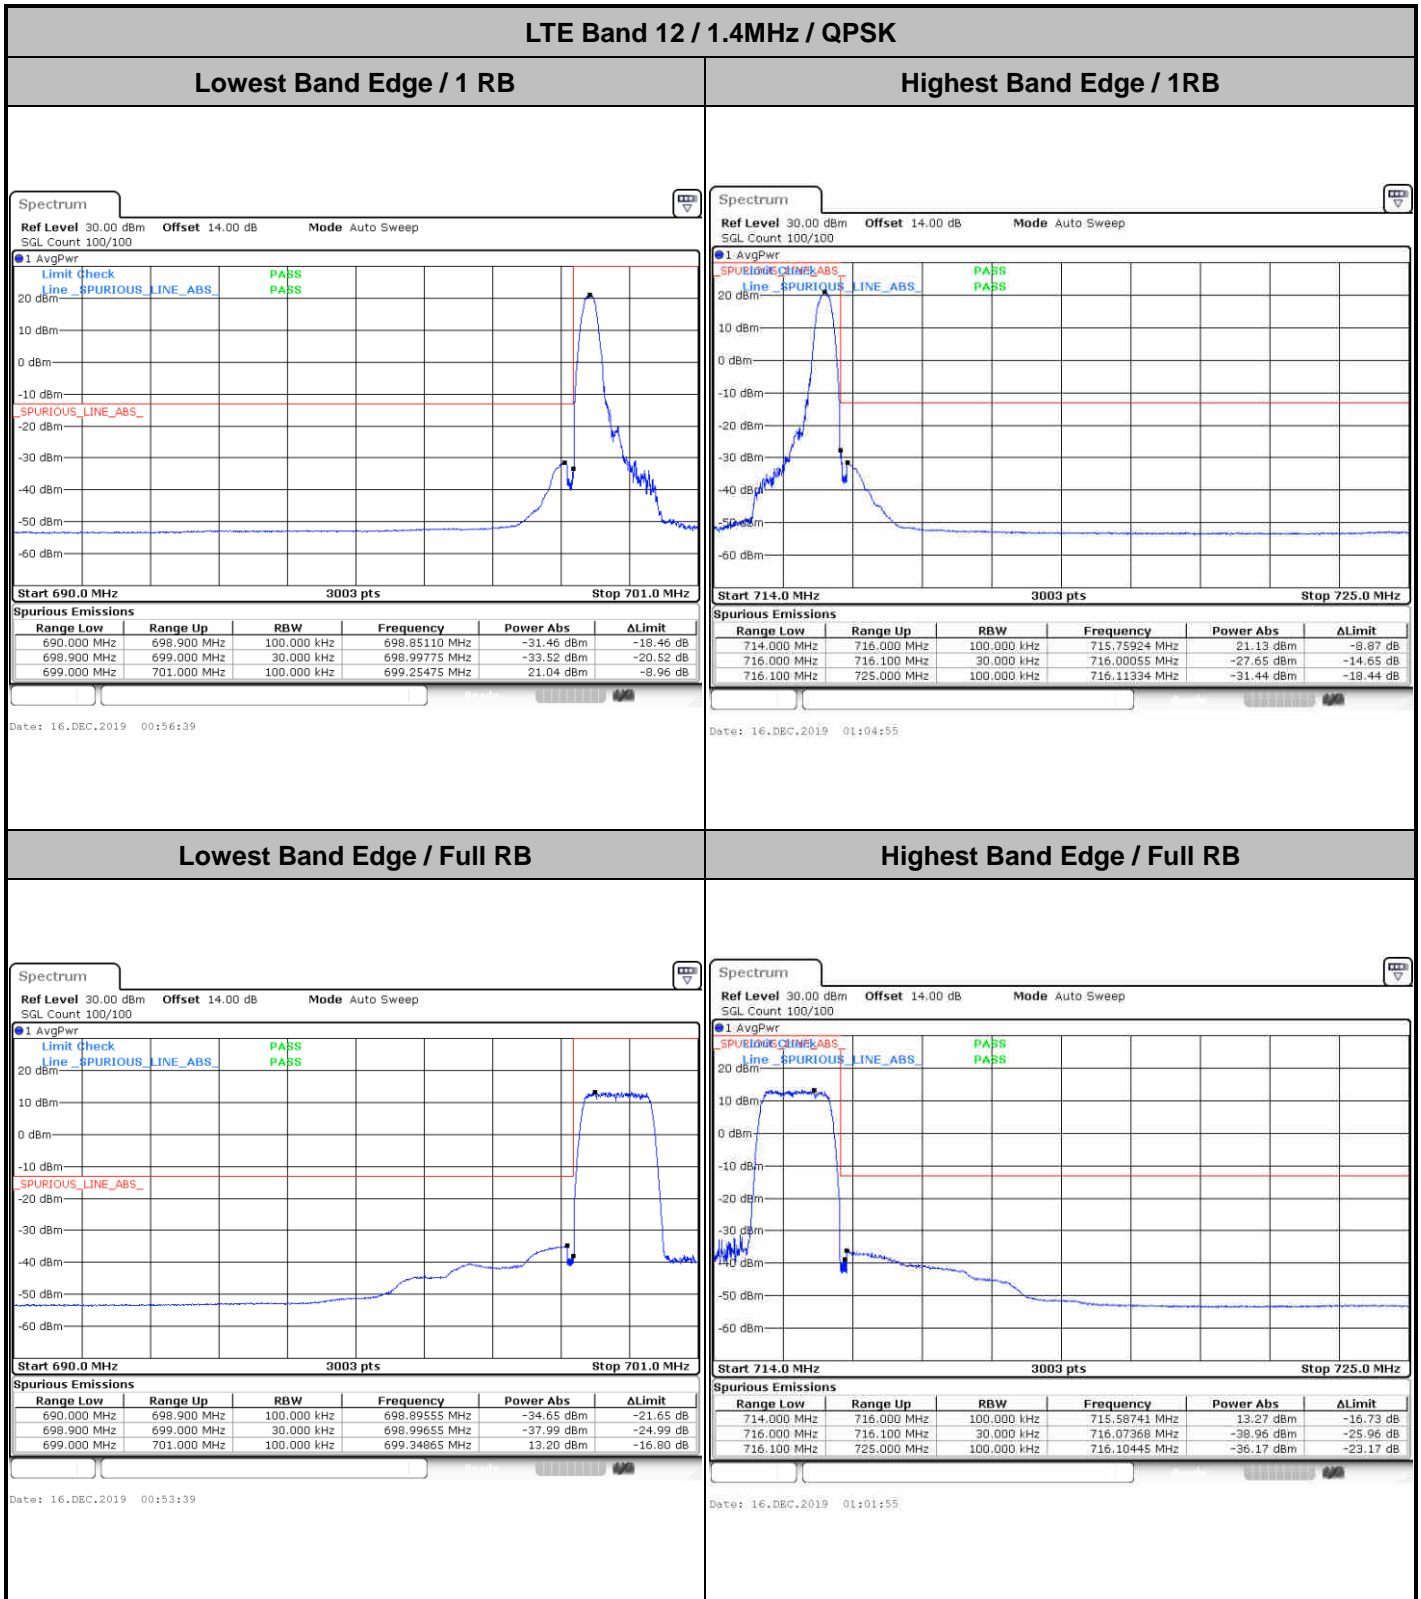 LTE Band 12 / 1.4MHz / QPSK
Lowest Band Edge / 1 RB
Highest Band Edge / 1RB
Spectrum
Ref Level 30.00 dBm Offset 14.00 dB Mode Auto Sweep
SGL Count 100/100
1 AvgPwr
Limit Check PASS
Line _SPURIOUS_LINE_ABS_ PASS
20 dBm
10 dBm
0 dBm
-10 dBm
_SPURIOUS_LINE_ABS_
-20 dBm
-30 dBm
-40 dBm
-50 dBm
-60 dBm
Start 690.0 MHz 3003 pts Stop 701.0 MHz
Spurious Emissions
Range Low Range Up RBW Frequency Power Abs ΔLimit
690.000 MHz 698.900 MHz 100.000 kHz 698.85110 MHz -31.46 dBm -18.46 dB
698.900 MHz 699.000 MHz 30.000 kHz 698.99775 MHz -33.52 dBm -20.52 dB
699.000 MHz 701.000 MHz 100.000 kHz 699.25475 MHz 21.04 dBm -8.96 dB
Date: 16.DEC.2019 00:56:39
Spectrum
Ref Level 30.00 dBm Offset 14.00 dB Mode Auto Sweep
SGL Count 100/100
1 AvgPwr
_SPURIOUS_LINE_ABS_
Limit Check PASS
Line _SPURIOUS_LINE_ABS_ PASS
20 dBm
10 dBm
0 dBm
-10 dBm
-20 dBm
-30 dBm
-40 dBm
-50 dBm
-60 dBm
Start 714.0 MHz 3003 pts Stop 725.0 MHz
Spurious Emissions
Range Low Range Up RBW Frequency Power Abs ΔLimit
714.000 MHz 716.000 MHz 100.000 kHz 715.75924 MHz 21.13 dBm -8.87 dB
716.000 MHz 716.100 MHz 30.000 kHz 716.00055 MHz -27.65 dBm -14.65 dB
716.100 MHz 725.000 MHz 100.000 kHz 716.11334 MHz -31.44 dBm -18.44 dB
Date: 16.DEC.2019 01:04:55
Lowest Band Edge / Full RB
Highest Band Edge / Full RB
Spectrum
Ref Level 30.00 dBm Offset 14.00 dB Mode Auto Sweep
SGL Count 100/100
1 AvgPwr
Limit Check PASS
Line _SPURIOUS_LINE_ABS_ PASS
20 dBm
10 dBm
0 dBm
-10 dBm
_SPURIOUS_LINE_ABS_
-20 dBm
-30 dBm
-40 dBm
-50 dBm
-60 dBm
Start 690.0 MHz 3003 pts Stop 701.0 MHz
Spurious Emissions
Range Low Range Up RBW Frequency Power Abs ΔLimit
690.000 MHz 698.900 MHz 100.000 kHz 698.89555 MHz -34.65 dBm -21.65 dB
698.900 MHz 699.000 MHz 30.000 kHz 698.99655 MHz -37.99 dBm -24.99 dB
699.000 MHz 701.000 MHz 100.000 kHz 699.34865 MHz 13.20 dBm -16.80 dB
Date: 16.DEC.2019 00:53:39
Spectrum
Ref Level 30.00 dBm Offset 14.00 dB Mode Auto Sweep
SGL Count 100/100
1 AvgPwr
_SPURIOUS_LINE_ABS_
Limit Check PASS
Line _SPURIOUS_LINE_ABS_ PASS
20 dBm
10 dBm
0 dBm
-10 dBm
-20 dBm
-30 dBm
-40 dBm
-50 dBm
-60 dBm
Start 714.0 MHz 3003 pts Stop 725.0 MHz
Spurious Emissions
Range Low Range Up RBW Frequency Power Abs ΔLimit
714.000 MHz 716.000 MHz 100.000 kHz 715.58741 MHz 13.27 dBm -16.73 dB
716.000 MHz 716.100 MHz 30.000 kHz 716.07368 MHz -38.96 dBm -25.96 dB
716.100 MHz 725.000 MHz 100.000 kHz 716.10445 MHz -36.17 dBm -23.17 dB
Date: 16.DEC.2019 01:01:55